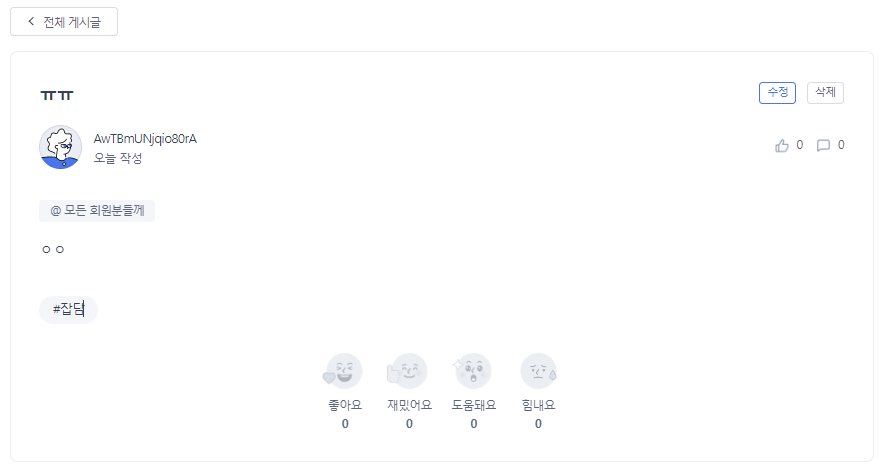 전체 게시글
ㅠㅠ
수정 삭제
AwTBmUNjqio80rA
오늘 작성
0 0
@ 모든 회원분들께
ㅇㅇ
#잡담
좋아요 재밌어요 도움돼요 힘내요
0 0 0 0